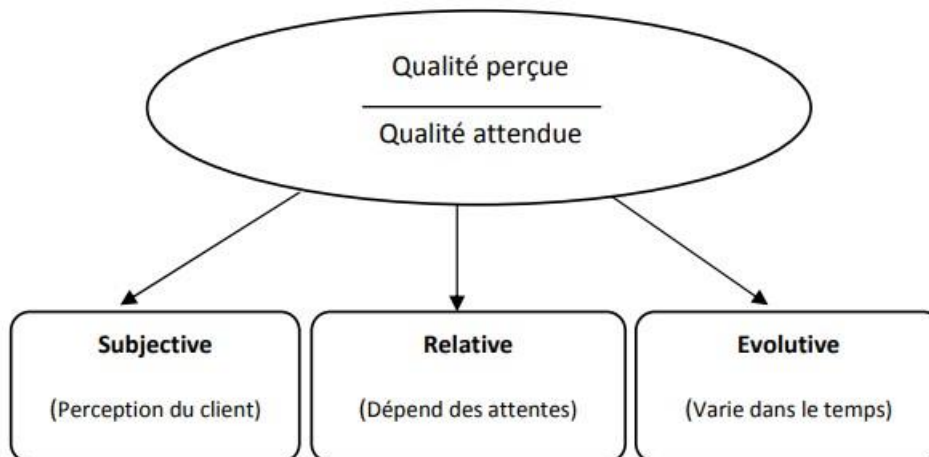 Qualité perçue
Qualité attendue
Subjective
(Perception du client)
Relative
(Dépend des attentes)
Evolutive
(Varie dans le temps)